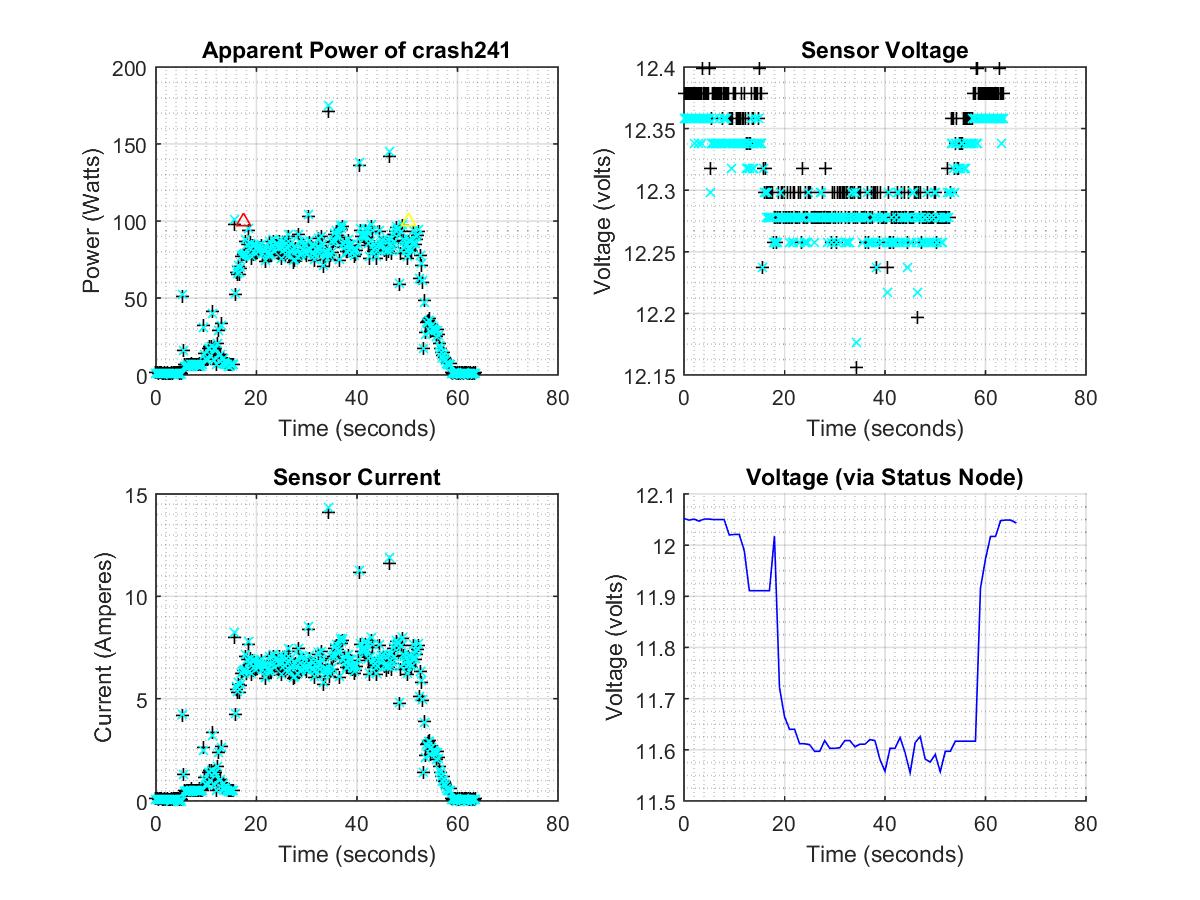 Apparent Power of crash241
200
150
100
50
0
0 20 40 60 80
Power (Watts)
Time (seconds)
Sensor Voltage
12.4
12.35
12.3
12.25
12.2
12.15
0 20 40 60 80
Voltage (volts)
Time (seconds)
Sensor Current
15
10
5
0
0 20 40 60 80
Current (Amperes)
Time (seconds)
Voltage (via Status Node)
12.1
12
11.9
11.8
11.7
11.6
11.5
0 20 40 60 80
Voltage (volts)
Time (seconds)